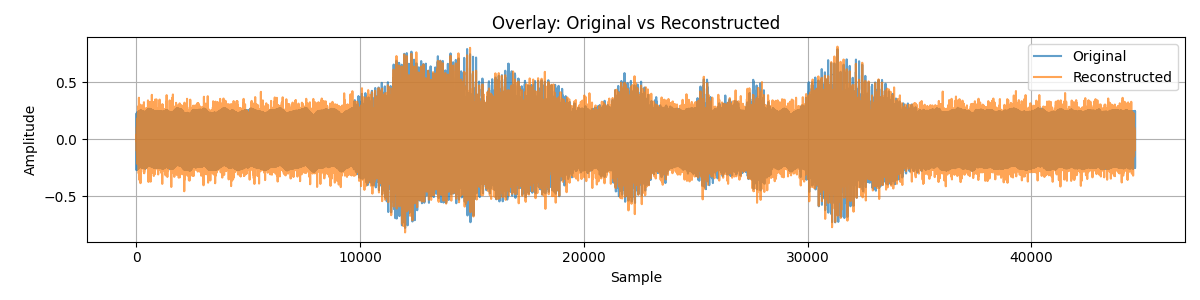 Overlay: Original vs Reconstructed
Original
Reconstructed
Amplitude
0.5
0.0
−0.5
0
10000
20000
30000
40000
Sample